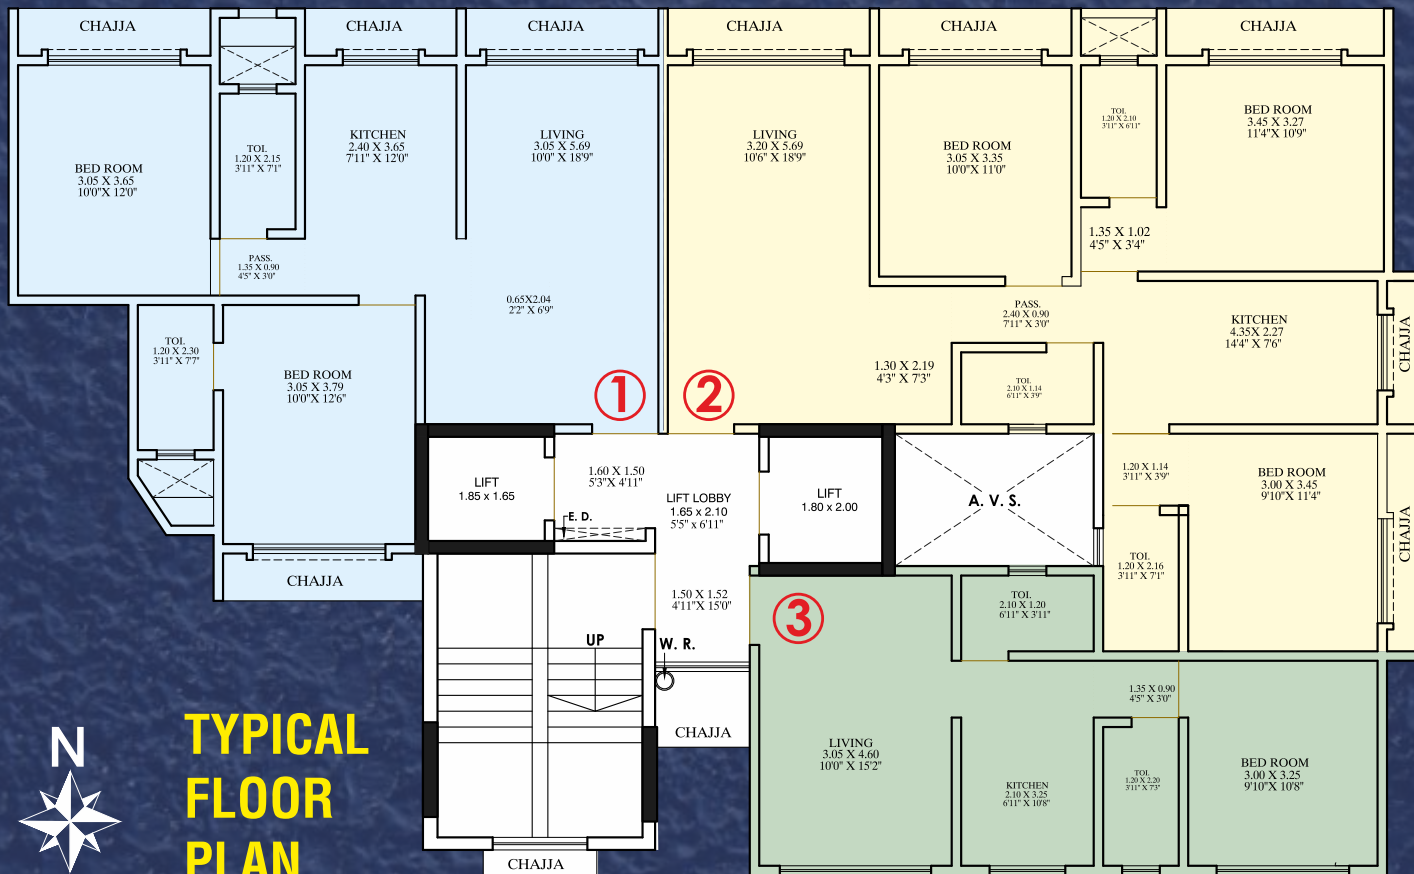 CHAJJA
CHAJJA
CHAJJA
CHAJJA
CHAJJA
CHAJJA
BED ROOM
3.05 X 3.65
10'0"X 12'0"
TOI.
1.20 X 2.15
3'11" X 7'1"
KITCHEN
2.40 X 3.65
7'11" X 12'0"
LIVING
3.05 X 5.69
10'0" X 18'9"
LIVING
3.20 X 5.69
10'6" X 18'9"
BED ROOM
3.05 X 3.35
10'0"X 11'0"
TOI.
1.20 X 2.10
3'11" X 6'11"
BED ROOM
3.45 X 3.27
11'4"X 10'9"
1.35 X 1.02
4'5" X 3'4"
PASS.
1.35 X 0.90
4'5" X 3'0"
0.65X2.04
2'2" X 6'9"
PASS.
2.40 X 0.90
7'11" X 3'0"
KITCHEN
4.35X 2.27
14'4" X 7'6"
CHAJJA
TOI.
1.20 X 2.30
3'11" X 7'7"
BED ROOM
3.05 X 3.79
10'0"X 12'6"
1
2
1.30 X 2.19
4'3" X 7'3"
TOI.
2.10 X 1.14
6'11" X 3'9"
LIFT
1.85 x 1.65
1.60 X 1.50
5'3"X 4'11"
E. D.
LIFT LOBBY
1.65 x 2.10
5'5" x 6'11"
LIFT
1.80 x 2.00
A. V. S.
1.20 X 1.14
3'11" X 3'9"
BED ROOM
3.00 X 3.45
9'10"X 11'4"
CHAJJA
TOI.
1.20 X 2.16
3'11" X 7'1"
CHAJJA
1.50 X 1.52
4'11"X 15'0"
3
TOI.
2.10 X 1.20
6'11" X 3'11"
UP
W. R.
CHAJJA
1.35 X 0.90
4'5" X 3'0"
LIVING
3.05 X 4.60
10'0" X 15'2"
KITCHEN
2.10 X 3.25
6'11" X 10'8"
TOI.
1.20 X 2.20
3'11" X 7'3"
BED ROOM
3.00 X 3.25
9'10"X 10'8"
CHAJJA
N
TYPICAL
FLOOR
PLAN